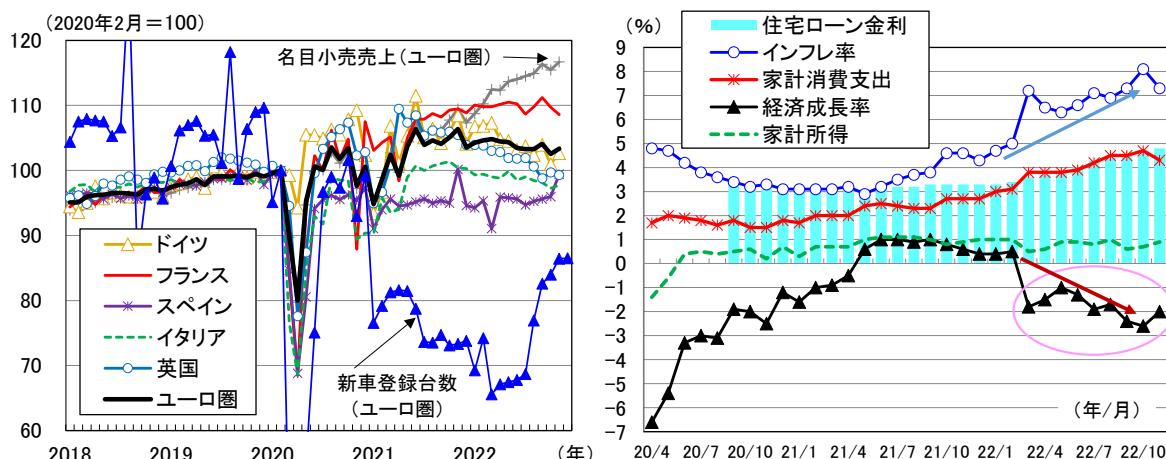 (2020年2月=100)
120
110
100
90
80
70
60
名目小売売上(ユーロ圏)
ドイツ
フランス
スペイン
イタリア
英国
ユーロ圏
新車登録台数
(ユーロ圏)
2018 2019 2020 2021 2022 (年)
(%)
9
8
7
6
5
4
3
2
1
0
-1
-2
-3
-4
-5
-6
-7
住宅ローン金利
インフレ率
家計消費支出
経済成長率
家計所得
(年/月)
20/4 20/7 20/10 21/1 21/4 21/7 21/10 22/1 22/4 22/7 22/10